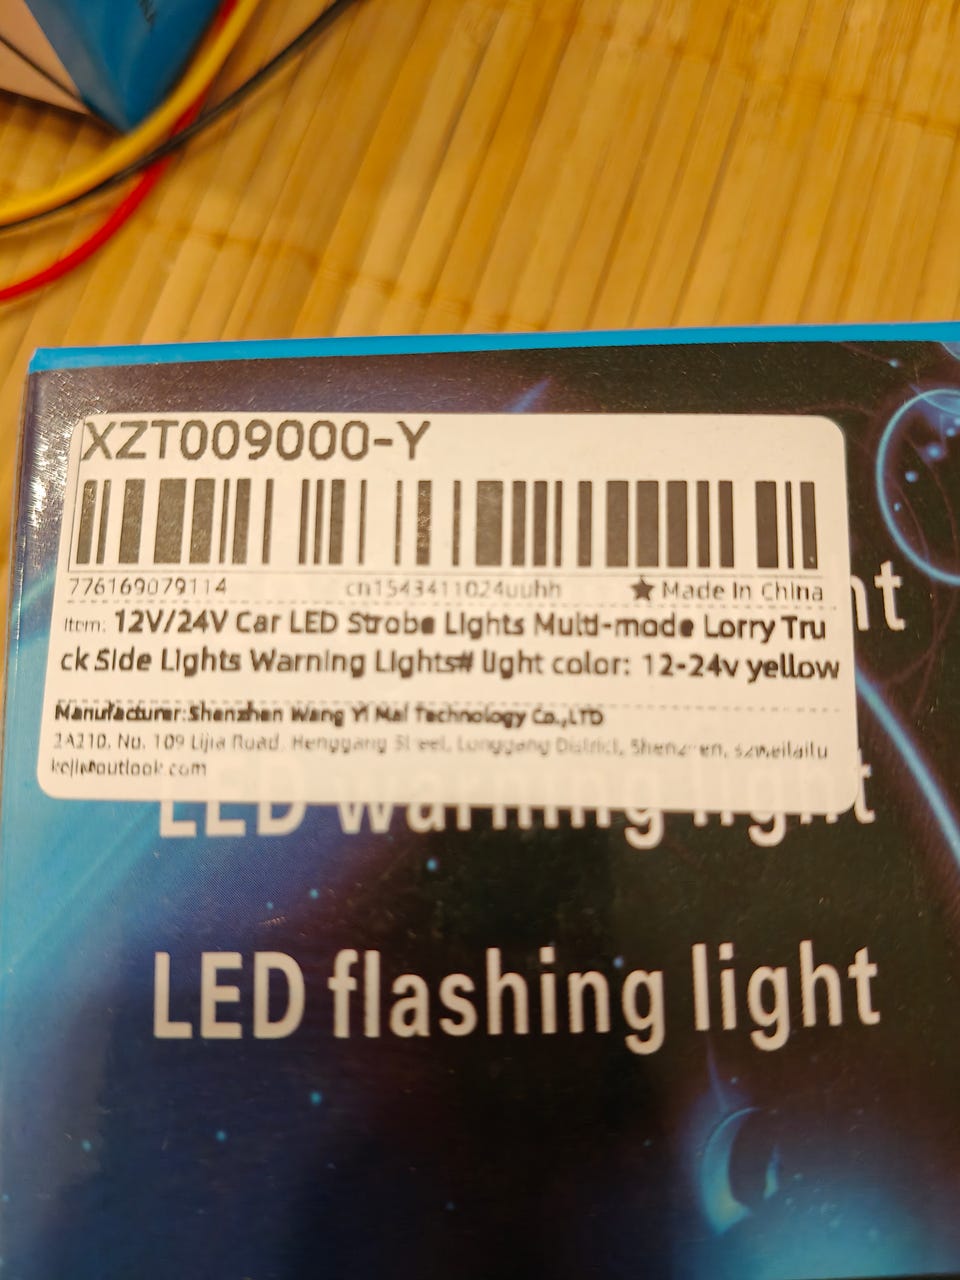 XZT009000-Y
776169079114 cn1543411024uuhh ★Made In China
Item: 12V/24V Car LED Strobe Lights Multi-mode Lorry Tru
ck Side Lights Warning Lights# light color: 12-24v yellow
Manufacturer:Shenzhen Wang Yi Mai Technology Co.,LTD
2A210, No. 109 Lijia Road, Henggang Street, Longgang District, Shenzhen, szweilaiju
keji@outlook.com
LED warning light
LED flashing light